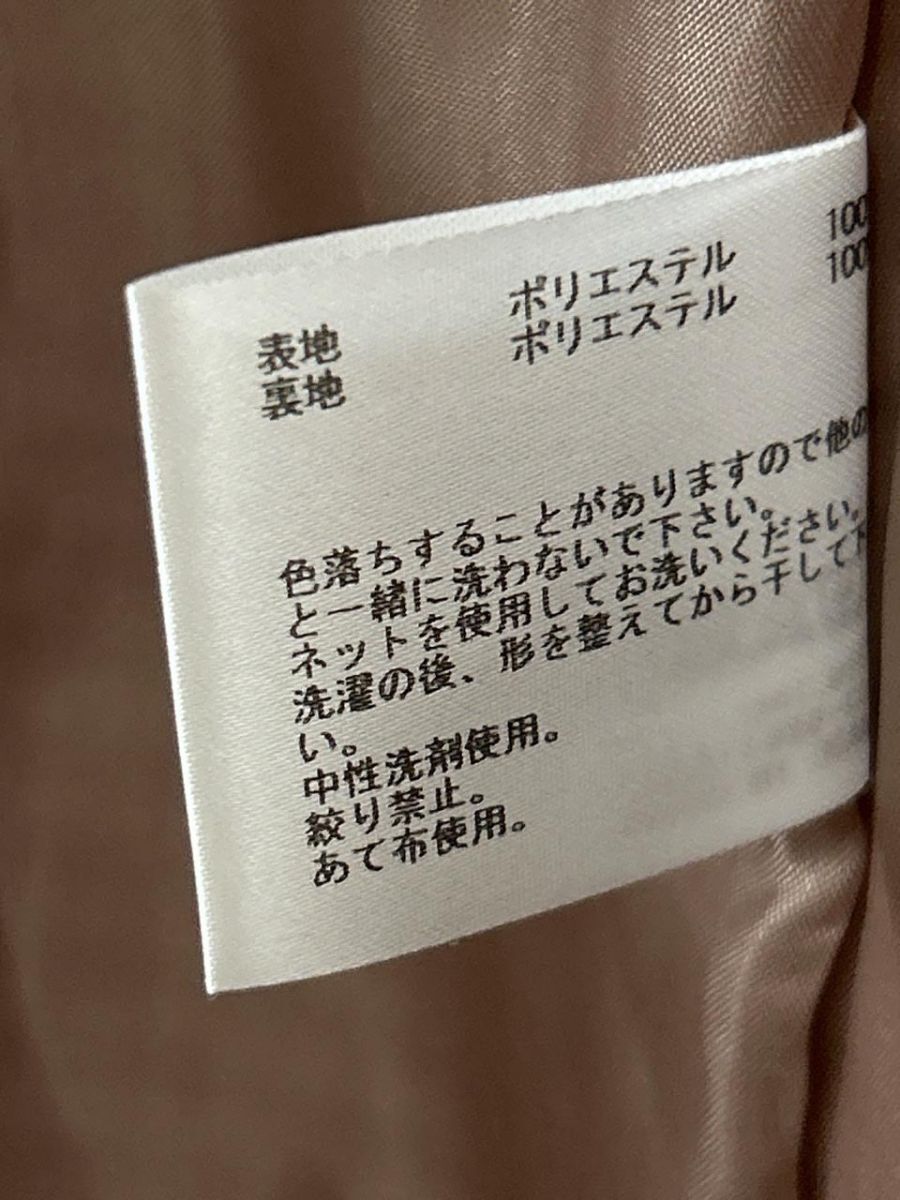 表地 ポリエステル 100
裏地 ポリエステル 100
色落ちすることがありますので他の
と一緒に洗わないで下さい。
ネットを使用してお洗いください。
洗濯の後、形を整えてから干して下
い。
中性洗剤使用。
絞り禁止。
あて布使用。